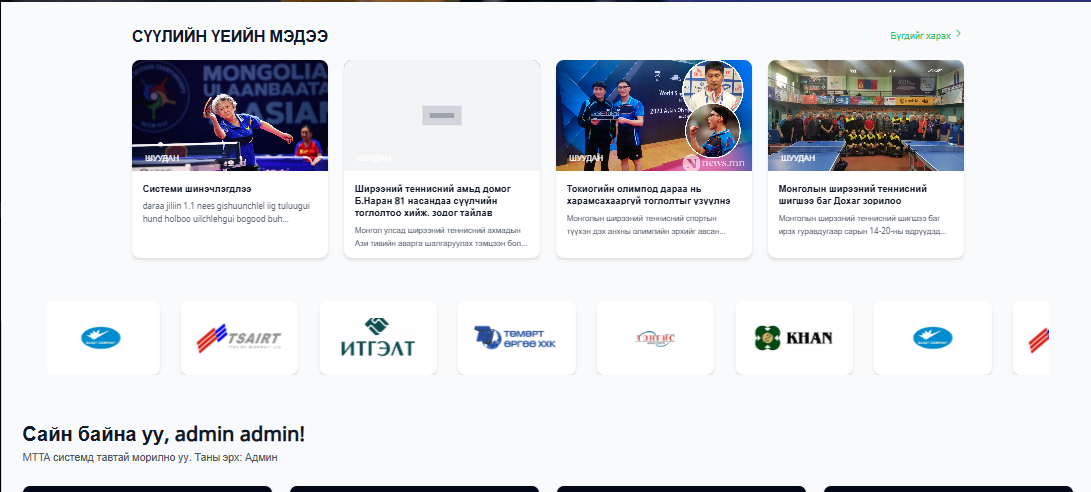 СҮҮЛИЙН ҮЕИЙН МЭДЭЭ
Бүгдийг харах
MONGOLIA
ULAANBAATAR
ASIAN
ШУУДАН
ШУУДАН
ШУУДАН
news.mn
ШУУДАН
Системи шинэчлэгдлээ
daraa jiliin 1.1 nees gishuunchlel iig tuluugui
hund holboo uilchlehgui bogood buh...
Ширээний теннисний амьд домог
Б.Наран 81 насандаа сүүлчийн
тоглолтоо хийж, зодог тайлав
Монгол улсад ширээний теннисний ахмадын
Ази тивийн аварга шалгаруулах тэмцээн бол...
Токиогийн олимпод дараа нь
харамсахааргүй тоглолтыг үзүүлнэ
Монголын ширээний теннисний спортын
түүхэн дэх анхны олимпийн эрхийг авсан...
Монголын ширээний теннисний
шигшээ баг Дохаг зорилоо
Монголын ширээний теннисний шигшээ баг
ирэх гуравдугаар сарын 14-20-ны өдрүүдэд...
TSAIRT
ИТГЭЛТ
ТӨМӨРТ
ӨРГӨӨ ХХК
ТЭНГИС
KHAN
Сайн байна уу, admin admin!
МТТА системд тавтай морилно уу. Таны эрх: Админ